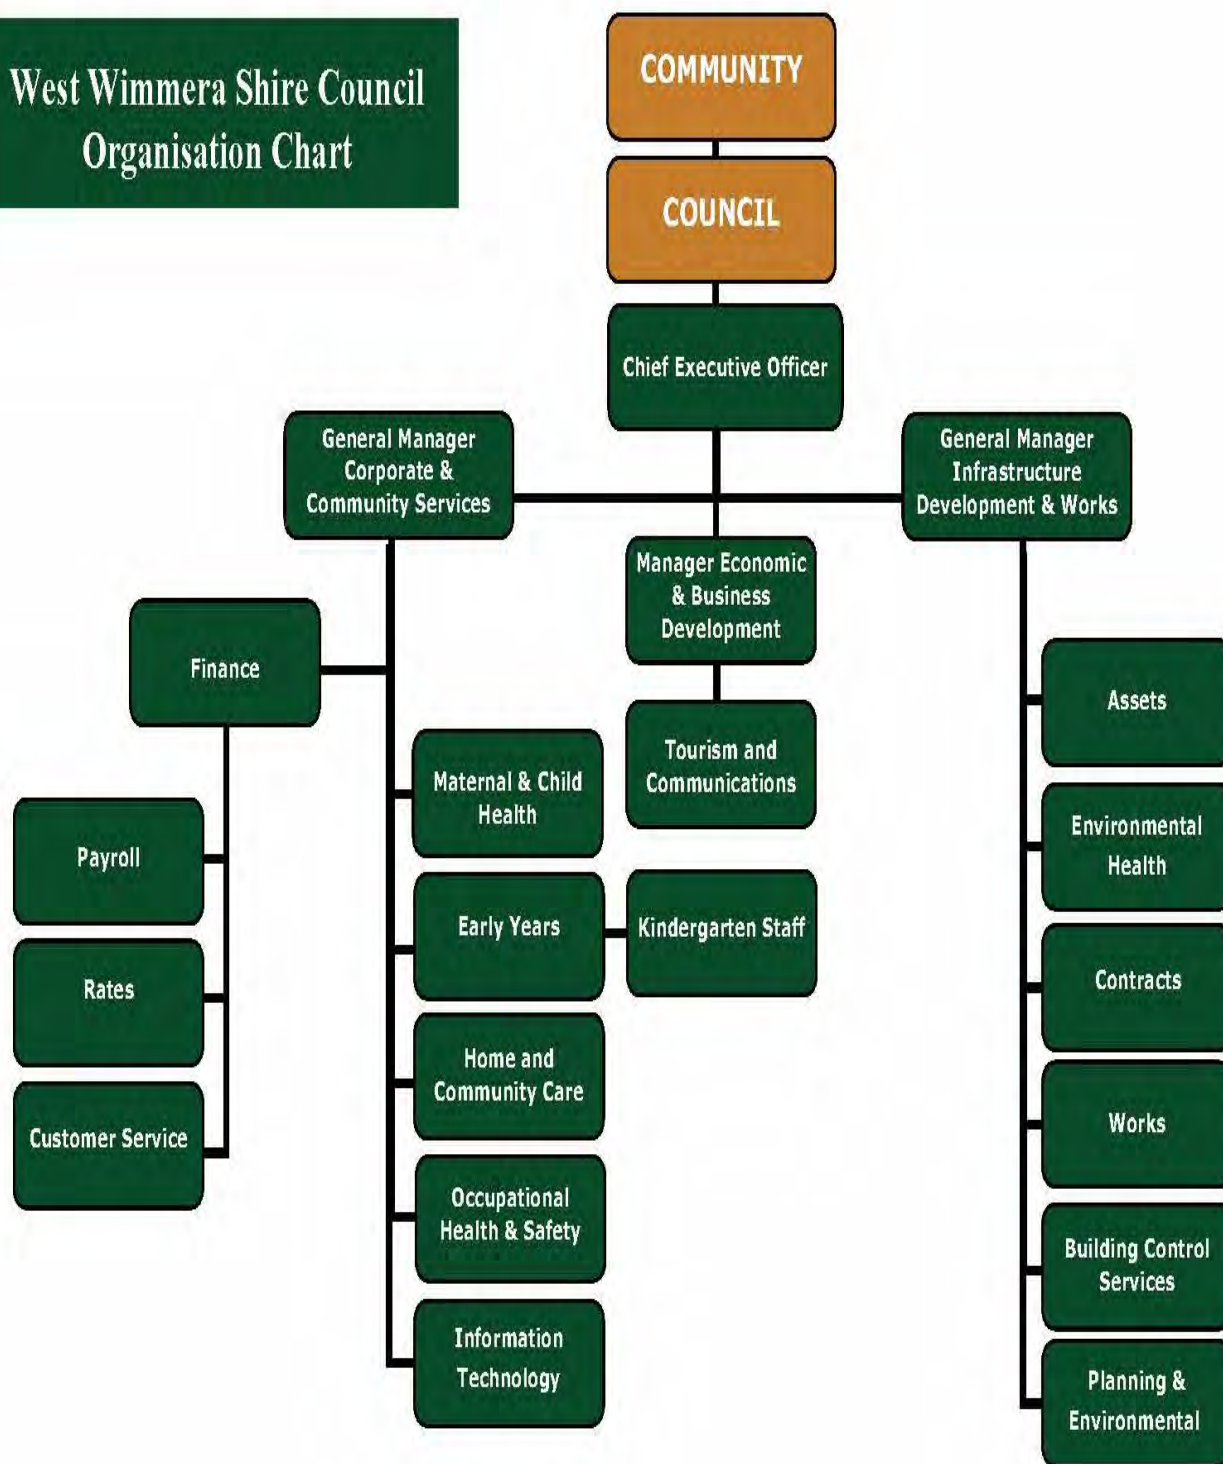 West Wimmera Shire Council
Organisation Chart
COMMUNITY
COUNCIL
Chief Executive Officer
General Manager
Corporate &
Community Services
General Manager
Infrastructure
Development & Works
Manager Economic
& Business
Development
Finance
Assets
Tourism and
Communications
Maternal & Child
Health
Environmental
Health
Payroll
Early Years
Kindergarten Staff
Contracts
Rates
Home and
Community Care
Works
Customer Service
Occupational
Health & Safety
Building Control
Services
Information
Technology
Planning &
Environmental